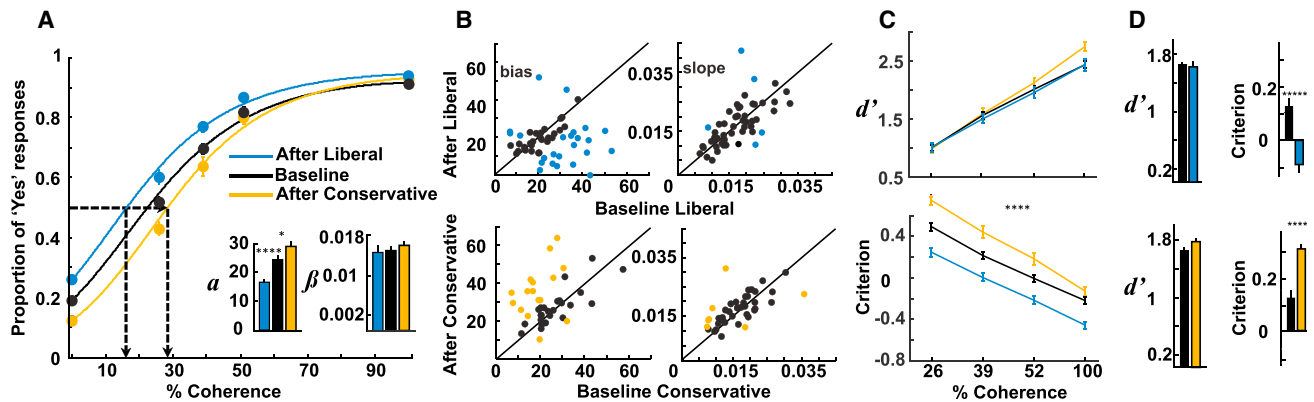 A
Proportion of 'Yes' responses
1
0.8
0.6
0.4
0.2
0
0 10 30 50 70 90
% Coherence
After Liberal
Baseline
After Conservative
a
30
20
10
0
****
*
β
0.018
0.01
0.002
B
After Liberal
80
60
40
20
bias
0.035
0.015
slope
0 20 40 60
0.015 0.035
Baseline Liberal
After Conservative
80
60
40
20
0.035
0.015
0 20 40 60
0.015 0.035
Baseline Conservative
C
d'
2.5
1.5
0.5
Criterion
0.4
0
-0.4
-0.8
****
26 39 52 100
% Coherence
D
d'
1.8
1
0.2
Criterion
0.2
0
*****
d'
1.8
1
0.2
Criterion
0.2
0
****